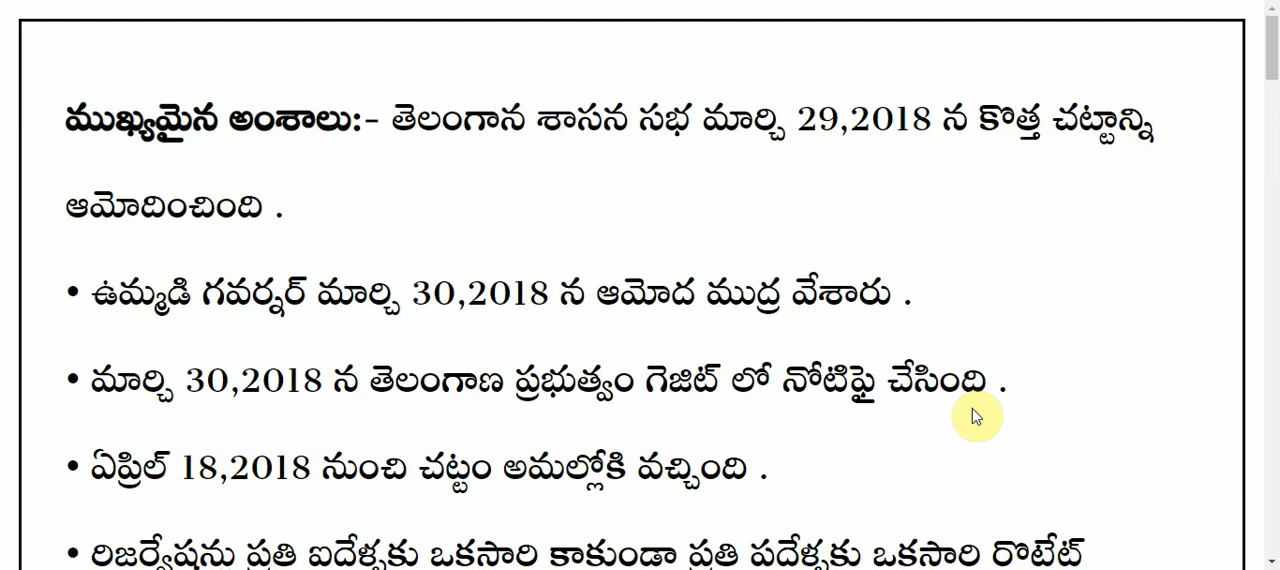 ముఖ్యమైన అంశాలు:- తెలంగాన శాసన సభ మార్చి 29,2018 న కొత్త చట్టాన్ని
ఆమోదించింది .
• ఉమ్మడి గవర్నర్ మార్చి 30,2018 న ఆమోద ముద్ర వేశారు .
• మార్చి 30,2018 న తెలంగాణ ప్రభుత్వం గెజిట్ లో నోటిఫై చేసింది .
• ఏప్రిల్ 18,2018 నుంచి చట్టం అమల్లోకి వచ్చింది .
• రిజర్వేషను ప్రతి ఐదేళ్ళకు ఒకసారి కాకుండా ప్రతి పదేళ్ళకు ఒకసారి రొటేట్